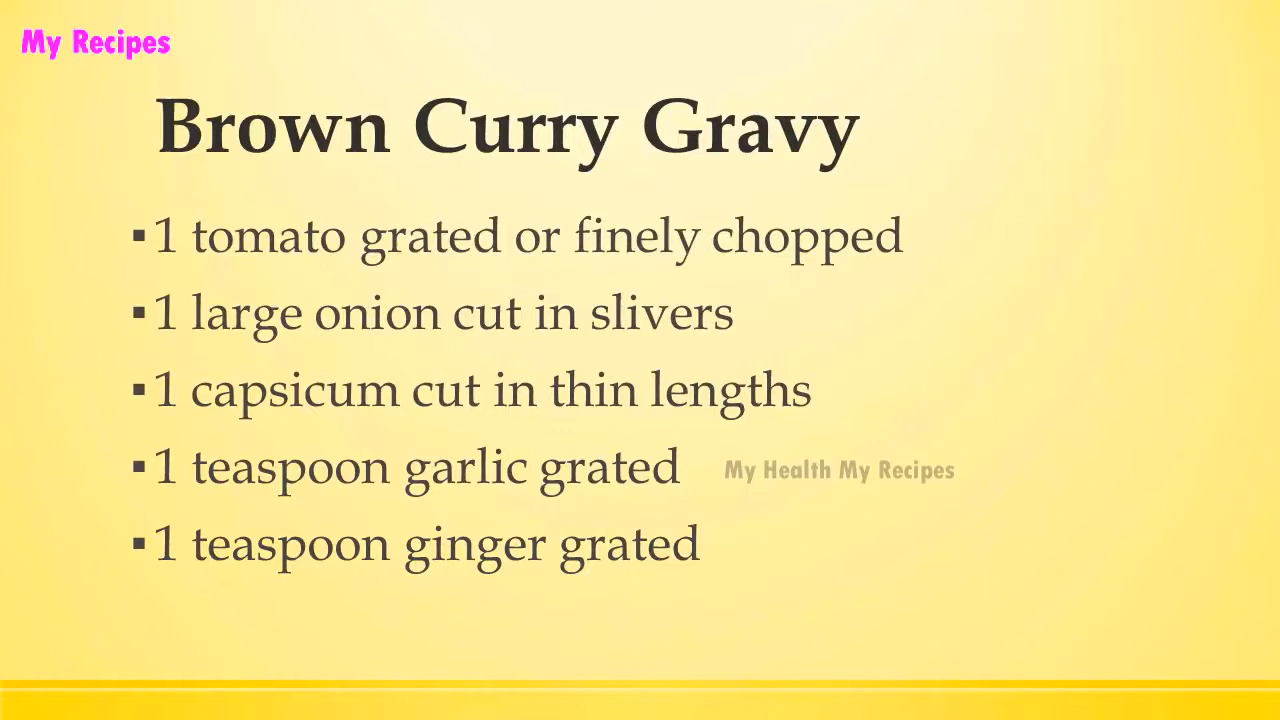 My Recipes
Brown Curry Gravy
▪1 tomato grated or finely chopped
▪1 large onion cut in slivers
▪1 capsicum cut in thin lengths
▪1 teaspoon garlic grated
My Health My Recipes
▪1 teaspoon ginger grated